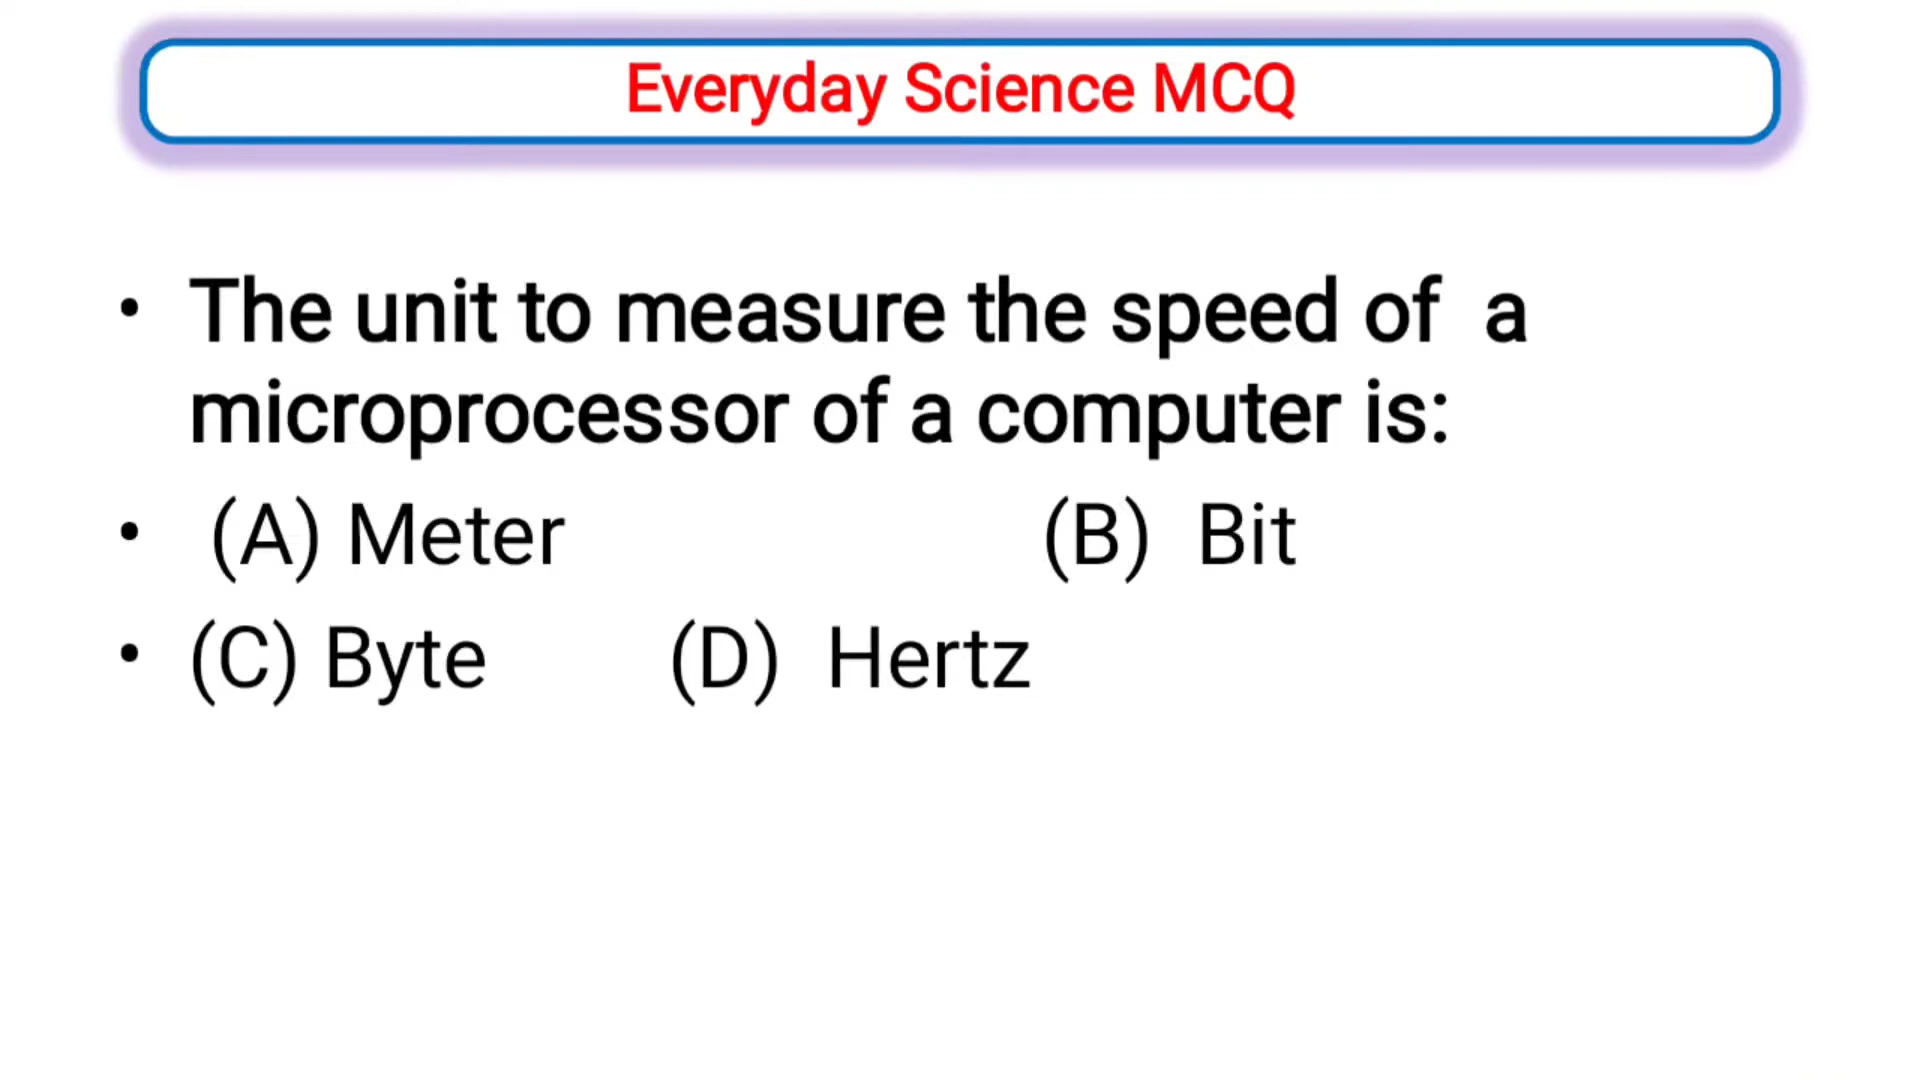 Everyday Science MCQ
• The unit to measure the speed of a
microprocessor of a computer is:
• (A) Meter (B) Bit
• (C) Byte (D) Hertz